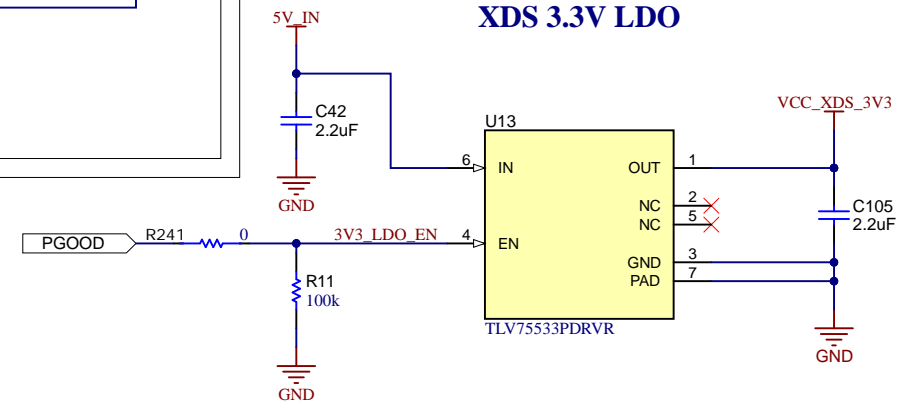 XDS 3.3V LDO
5V_IN
C42
2.2uF
GND
VCC_XDS_3V3
U13
6 IN
OUT 1
NC 2
NC 5
C105
2.2uF
PGOOD
R241 0
3V3_LDO_EN
4 EN
GND 3
PAD 7
R11
100k
TLV75533PDRVR
GND
GND